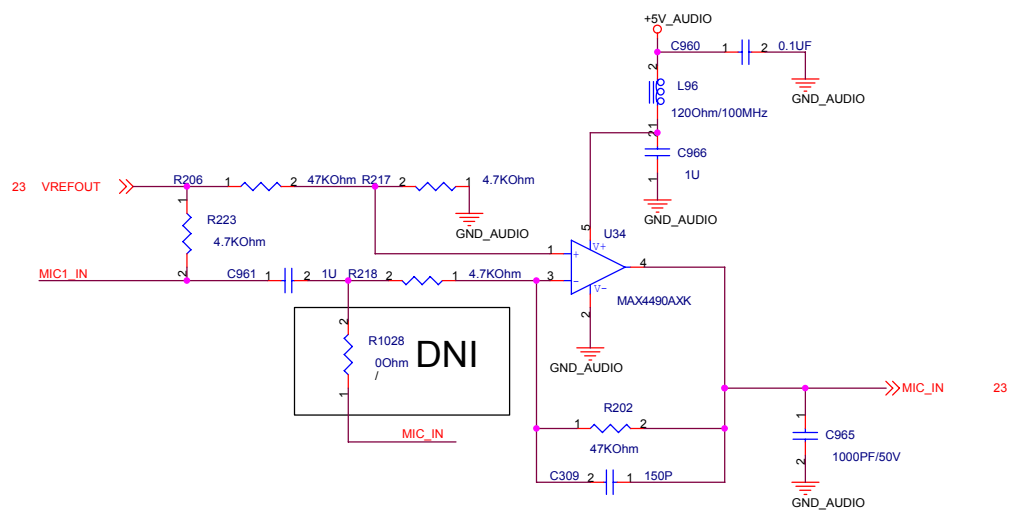 +5V_AUDIO
C960 1 2 0.1UF
GND_AUDIO
2
L96
120Ohm/100MHz
1
2
C966
1U
1
GND_AUDIO
23 VREFOUT R206 1 2 47KOhm R217 2 1 4.7KOhm
GND_AUDIO
1
R223
4.7KOhm
2
MIC1_IN C961 1 2 1U R218 2 1 4.7KOhm
5
U34
V+
1 +
3 -
4
V-
2
MAX4490AXK
GND_AUDIO
2
R1028
0Ohm
/
1
DNI
MIC_IN
MIC_IN 23
R202
1 2
47KOhm
C309 2 1 150P
1
C965
1000PF/50V
2
GND_AUDIO